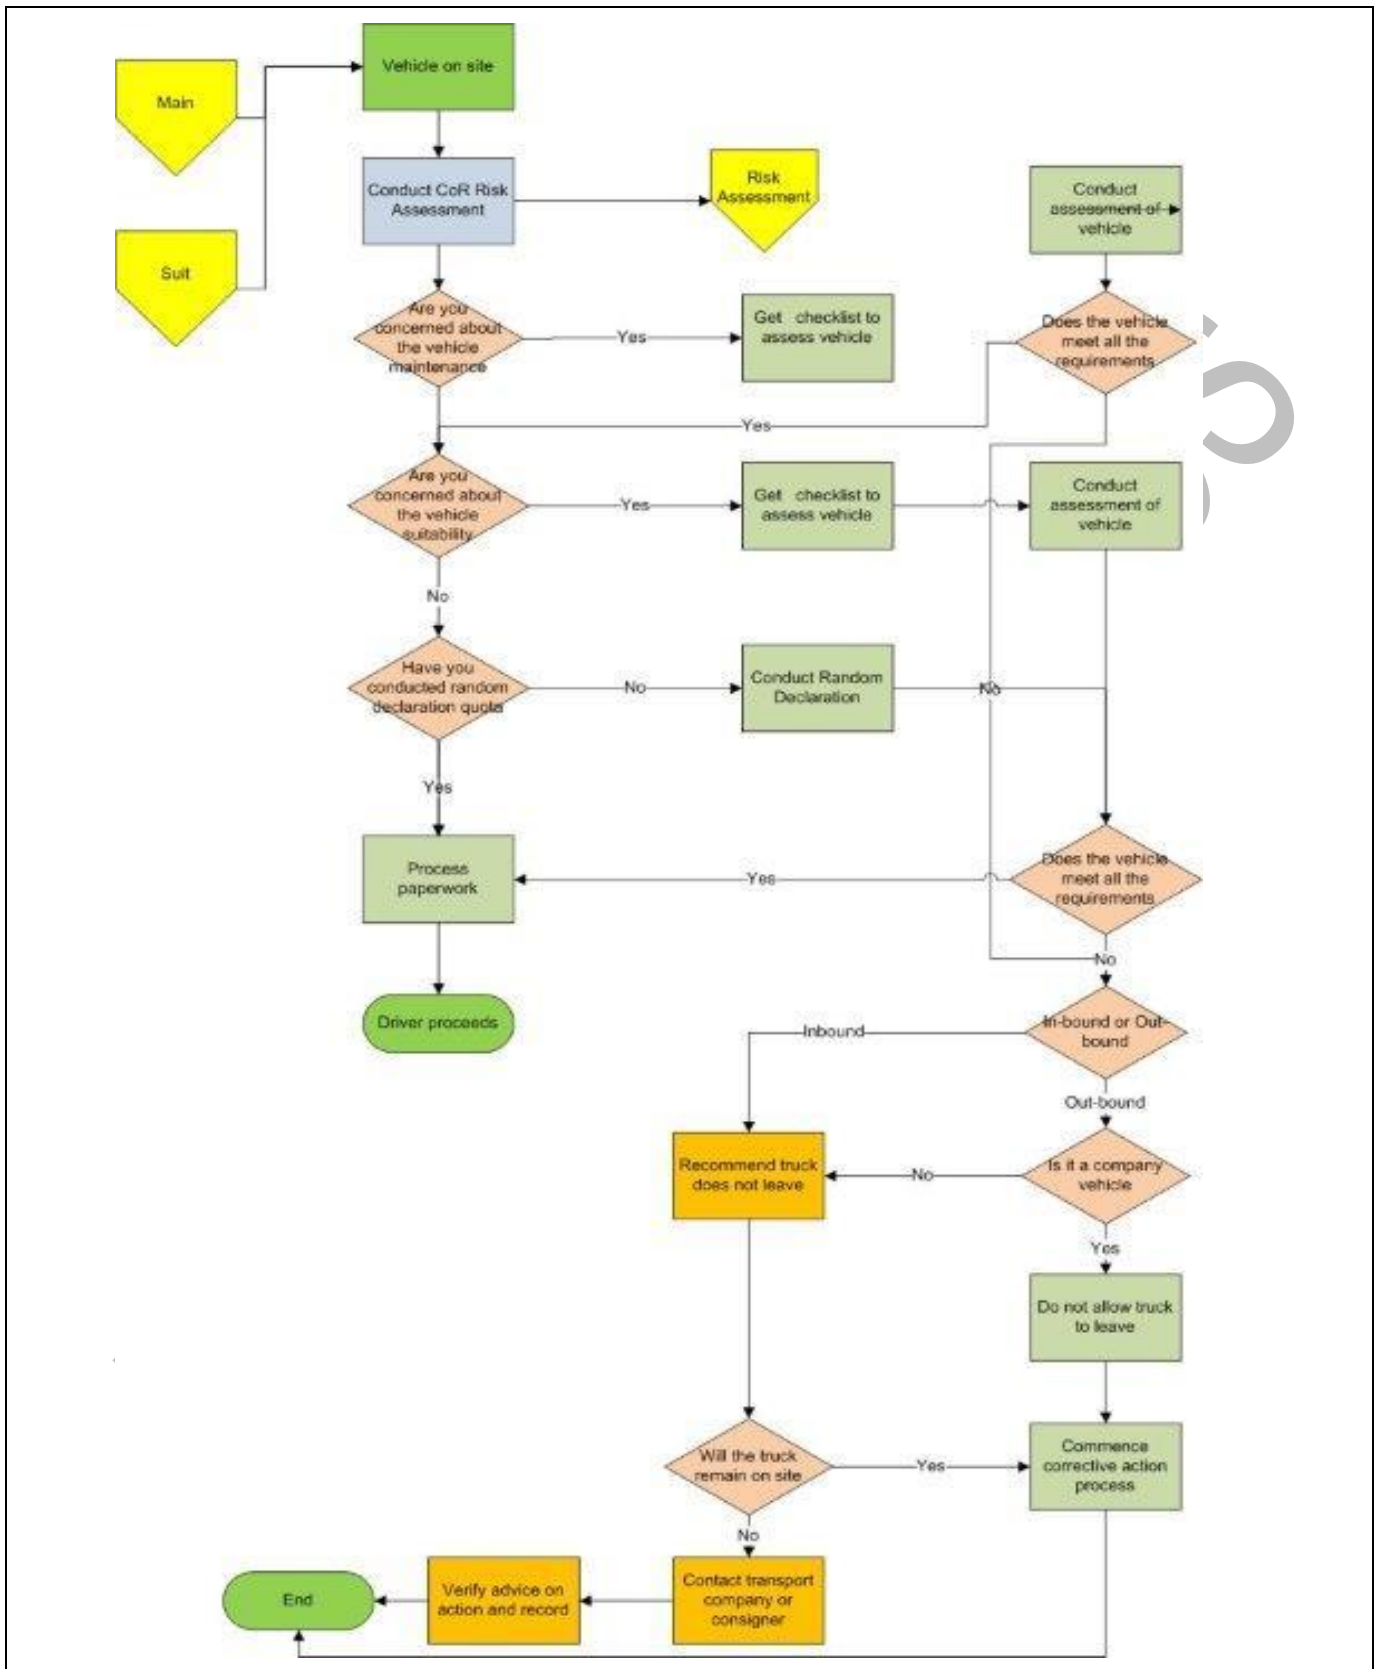 Vehicle on site
Main
Conduct CoR Risk
Assessment
Risk
Assessment
Conduct
assessment of
vehicle
Suit
Are you
concerned about
the vehicle
maintenance
Yes
Get checklist to
assess vehicle
Does the vehicle
meet all the
requirements
Yes
Are you
concerned about
the vehicle
suitability
Yes
Get checklist to
assess vehicle
Conduct
assessment of
vehicle
No
Have you
conducted random
declaration quota
No
Conduct Random
Declaration
No
Yes
Process
paperwork
Yes
Does the vehicle
meet all the
requirements
No
Driver proceeds
Inbound
In-bound or Out-
bound
Out-bound
Recommend truck
does not leave
No
Is it a company
vehicle
Yes
Do not allow truck
to leave
Will the truck
remain on site
Yes
Commence
corrective action
process
No
End
Verify advice on
action and record
Contact transport
company or
consigner